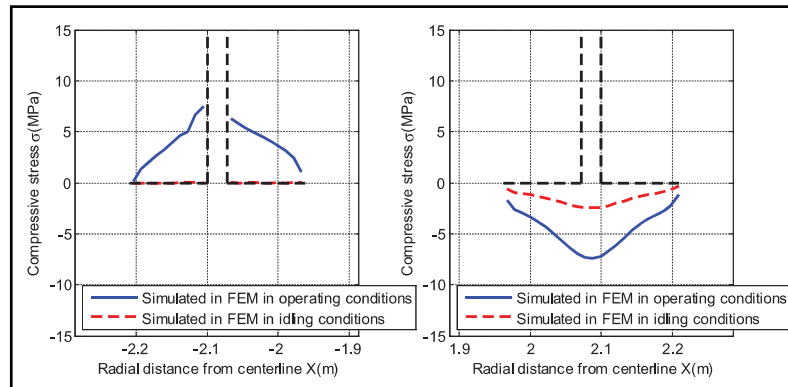 15
10
5
0
-5
-10
-15
Compressive stress σ(MPa)
Simulated in FEM in operating conditions
Simulated in FEM in idling conditions
-2.2 -2.1 -2 -1.9
Radial distance from centerline X(m)
15
10
5
0
-5
-10
15
Compressive stress σ(MPa)
Simulated in FEM in operating conditions
Simulated in FEM in idling conditions
1.9 2 2.1 2.2
Radial distance from centerline X(m)